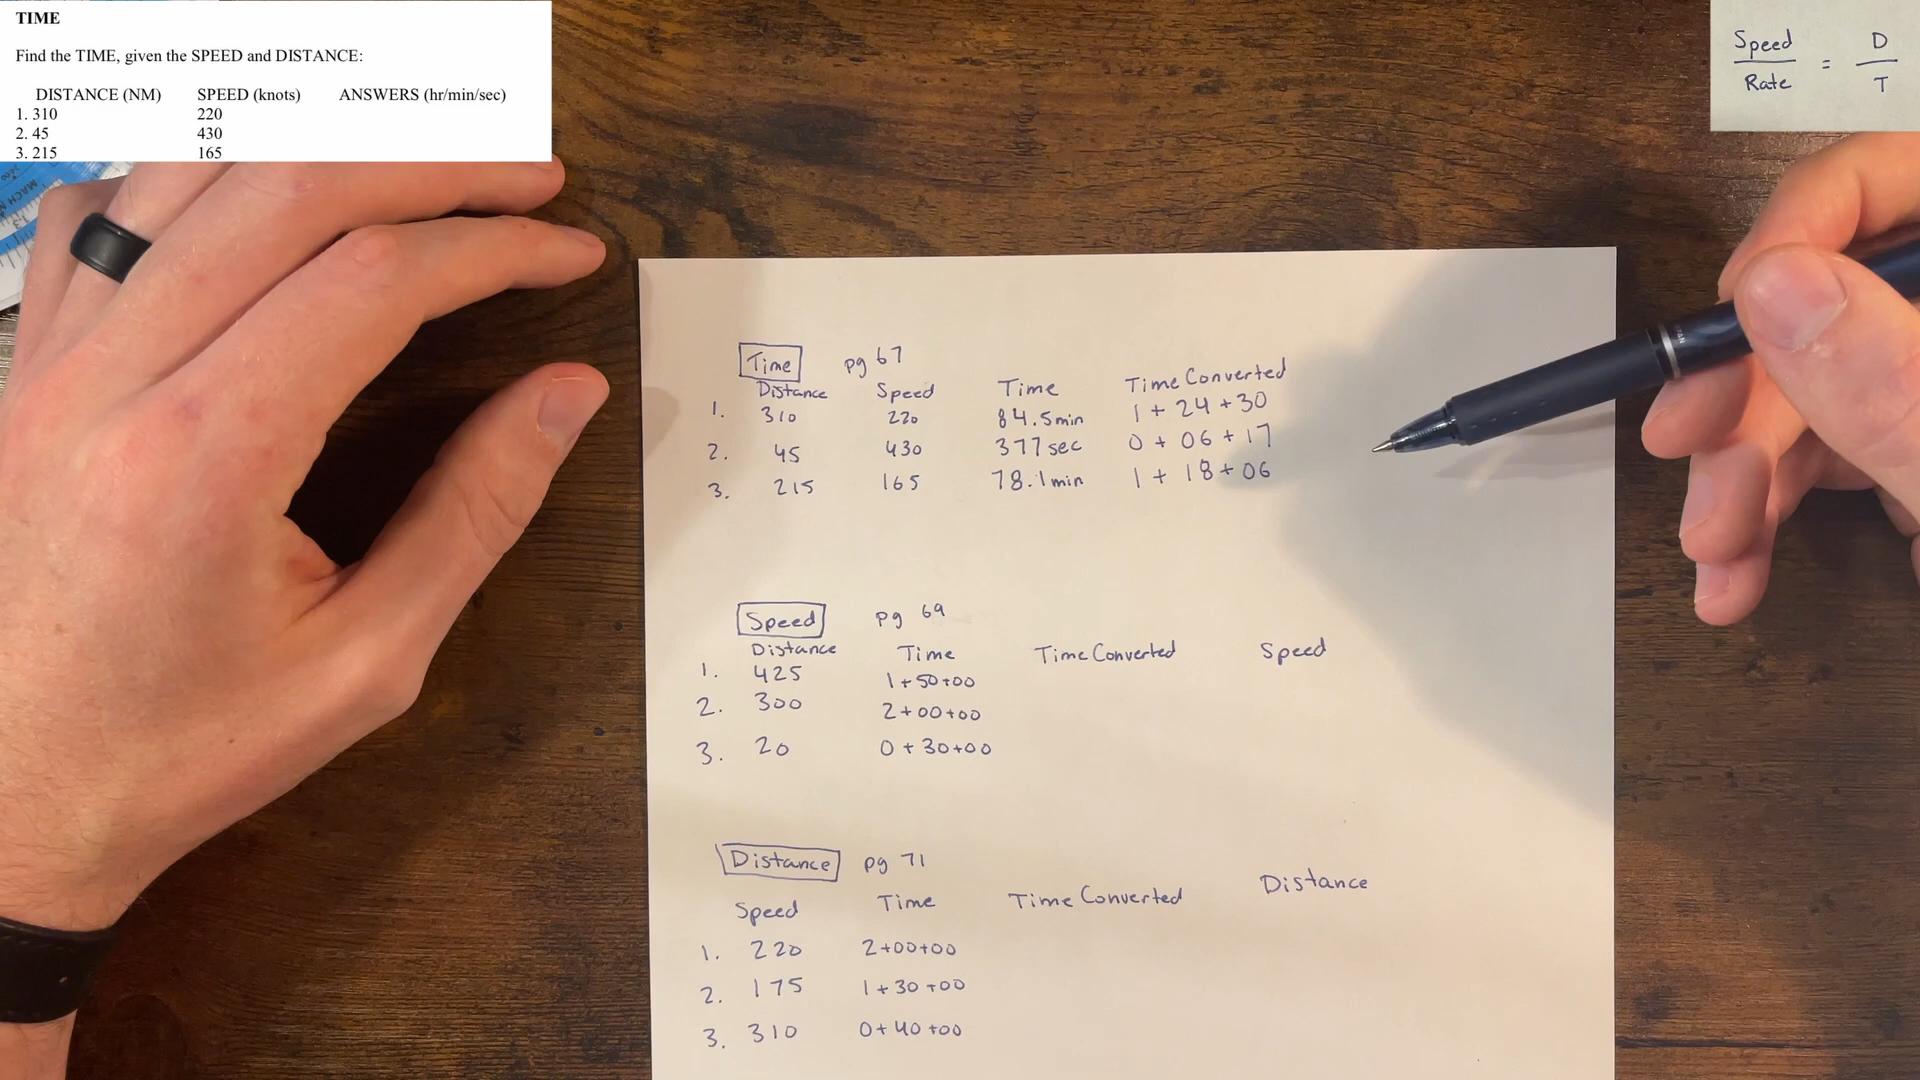 TIME
Find the TIME, given the SPEED and DISTANCE:
DISTANCE (NM) SPEED (knots) ANSWERS (hr/min/sec)
1. 310 220
2. 45 430
3. 215 165
Speed D
= 
Rate T
MACH
Time pg 67
Distance Speed Time Time Converted
1. 310 220 84.5min 1 + 24 + 30
2. 45 430 377sec 0 + 06 + 17
3. 215 165 78.1min 1 + 18 + 06
Speed pg 69
Distance Time Time Converted Speed
1. 425 1+50+00
2. 300 2+00+00
3. 20 0+30+00
Distance pg 71
Speed Time Time Converted Distance
1. 220 2+00+00
2. 175 1+30+00
3. 310 0+40+00